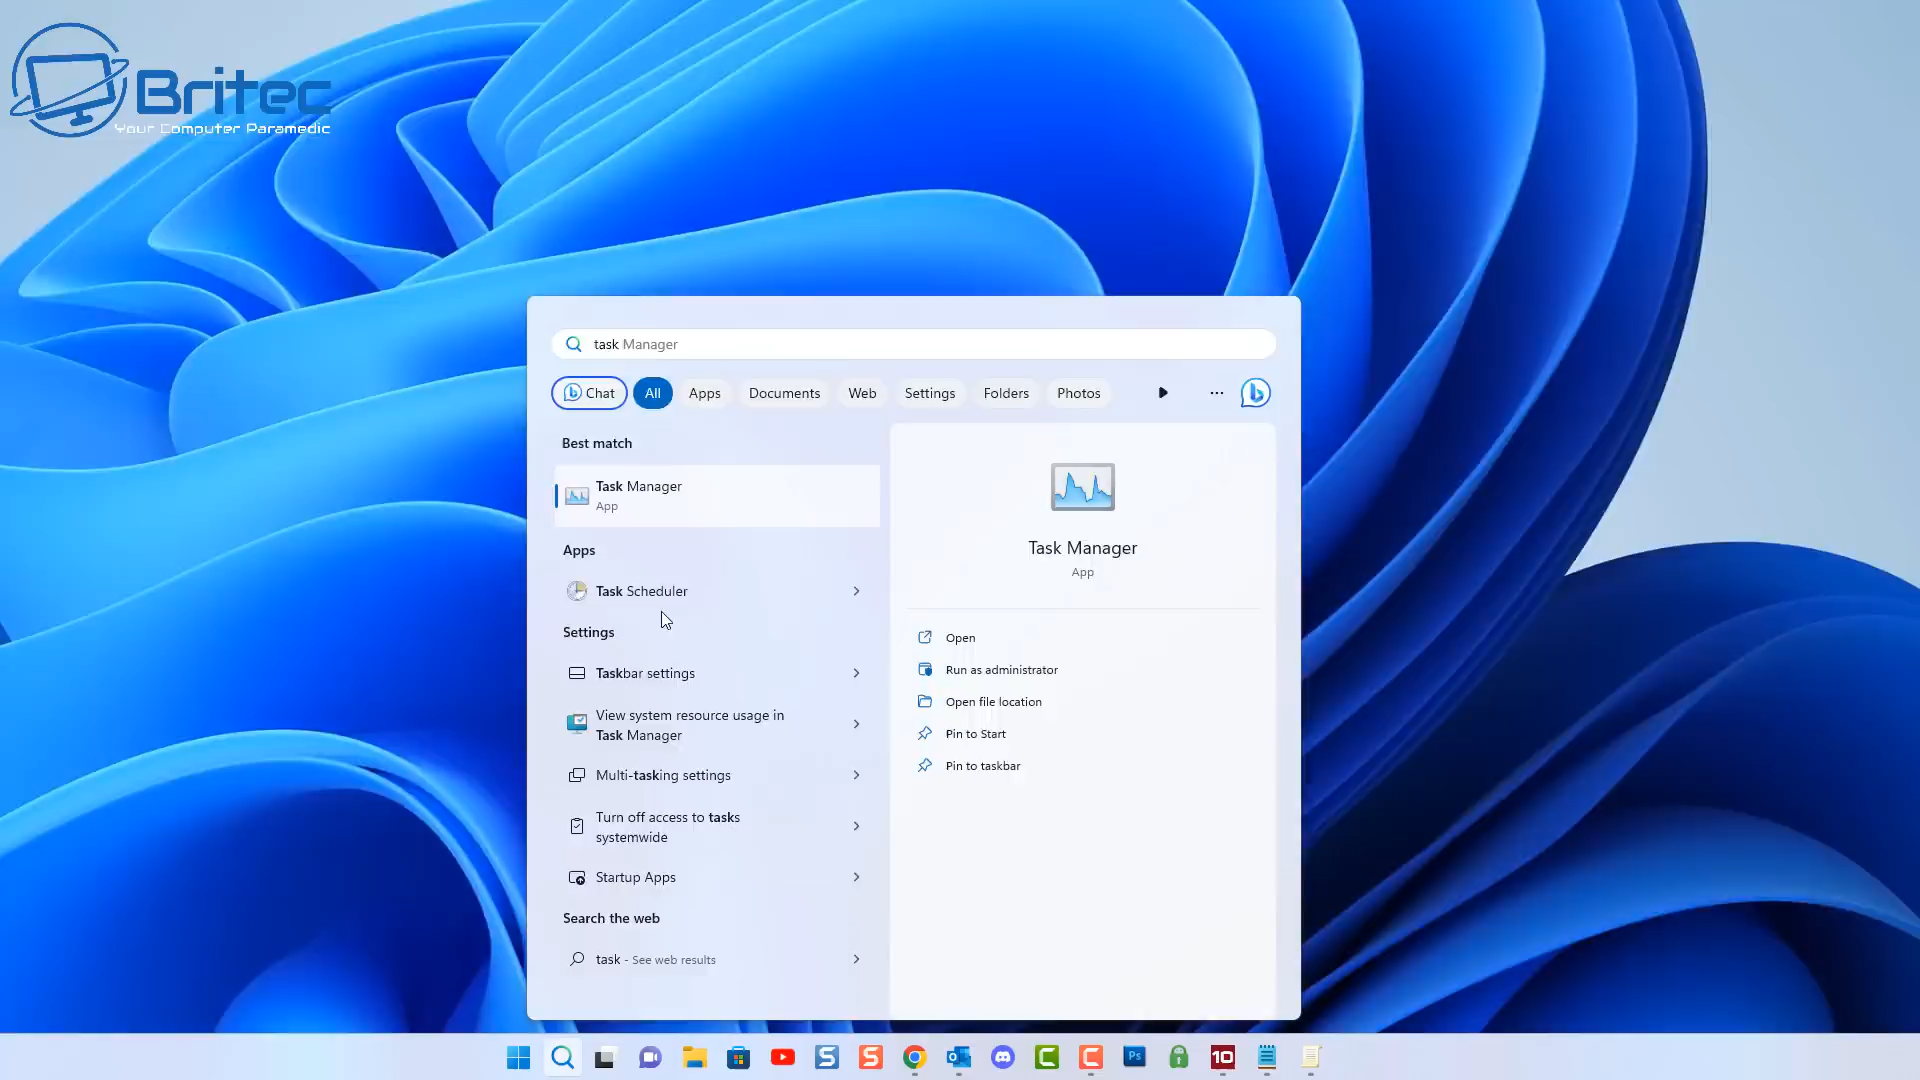 Britec
Your Computer Paramedic
task Manager
Chat
All
Apps
Documents
Web
Settings
Folders
Photos
Best match
Task Manager
App
Apps
Task Scheduler
Settings
Taskbar settings
View system resource usage in
Task Manager
Multi-tasking settings
Turn off access to tasks
systemwide
Startup Apps
Search the web
task - See web results
Task Manager
App
Open
Run as administrator
Open file location
Pin to Start
Pin to taskbar
S
S
C
C
Ps
10